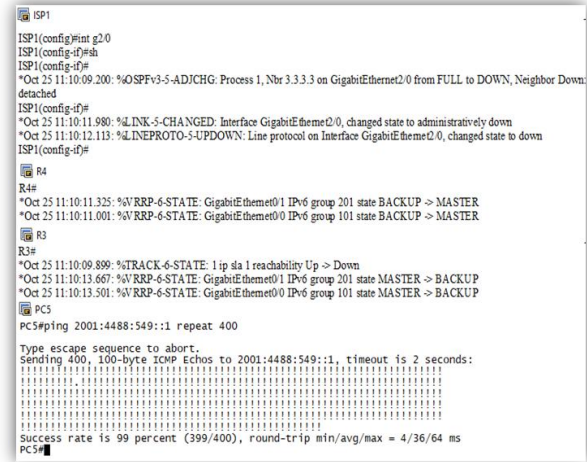 ISP1
ISP1(config)#int g2/0
ISP1(config-if)#sh
ISP1(config-if)#
*Oct 25 11:10:09.200: %OSPFv3-5-ADJCHG: Process 1, Nbr 3.3.3.3 on GigabitEthernet2/0 from FULL to DOWN, Neighbor Down:
detached
ISP1(config-if)#
*Oct 25 11:10:11.980: %LINK-5-CHANGED: Interface GigabitEthernet2/0, changed state to administratively down
*Oct 25 11:10:12.113: %LINEPROTO-5-UPDOWN: Line protocol on Interface GigabitEthernet2/0, changed state to down
ISP1(config-if)#
R4
R4#
*Oct 25 11:10:11.325: %VRRP-6-STATE: GigabitEthernet0/1 IPv6 group 201 state BACKUP -> MASTER
*Oct 25 11:10:11.001: %VRRP-6-STATE: GigabitEthernet0/0 IPv6 group 101 state BACKUP -> MASTER
R3
R3#
*Oct 25 11:10:09.899: %TRACK-6-STATE: 1 ip sla 1 reachability Up -> Down
*Oct 25 11:10:13.667: %VRRP-6-STATE: GigabitEthernet0/1 IPv6 group 201 state MASTER -> BACKUP
*Oct 25 11:10:13.501: %VRRP-6-STATE: GigabitEthernet0/0 IPv6 group 101 state MASTER -> BACKUP
PC5
PC5#ping 2001:4488:549::1 repeat 400
Type escape sequence to abort.
Sending 400, 100-byte ICMP Echos to 2001:4488:549::1, timeout is 2 seconds:
!!!!!!!!!!!!!!!!!!!!!!!!!!!!!!!!!!!!!!!!!!!!!!!!!!!!!!!!!!!!!!!!!!!!!!
!!!!!!!!!.!!!!!!!!!!!!!!!!!!!!!!!!!!!!!!!!!!!!!!!!!!!!!!!!!!!!!!!!!!!!
!!!!!!!!!!!!!!!!!!!!!!!!!!!!!!!!!!!!!!!!!!!!!!!!!!!!!!!!!!!!!!!!!!!!!!
!!!!!!!!!!!!!!!!!!!!!!!!!!!!!!!!!!!!!!!!!!!!!!!!!!!!!!!!!!!!!!!!!!!!!!
!!!!!!!!!!!!!!!!!!!!!!!!!!!!!!!!!!!!!!!!!!!!!!!!!!!!!!!!!!!!!!!!!!!!!!
!!!!!!!!!!!!!!!!!!!!!!!!!!!!!!!!!!!!!!!!!!!!!!!!!!
Success rate is 99 percent (399/400), round-trip min/avg/max = 4/36/64 ms
PC5#